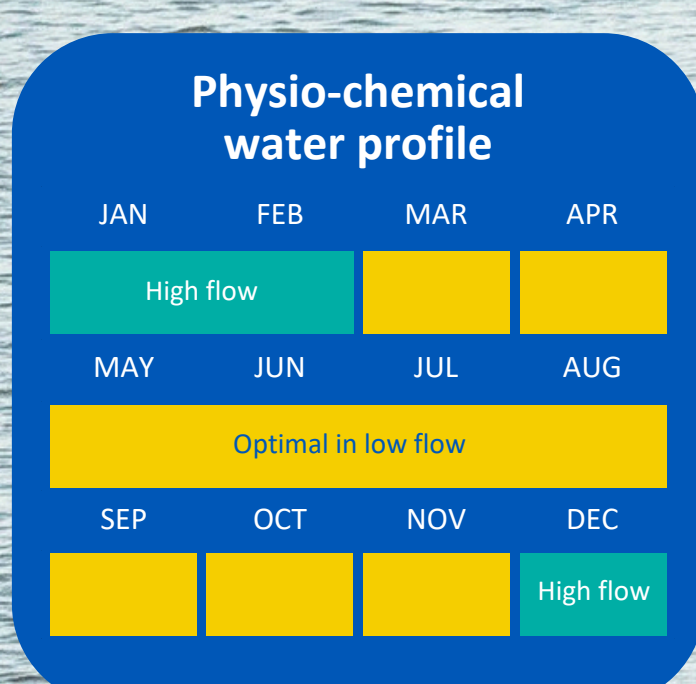 Physio-chemical
water profile
JAN FEB MAR APR
High flow
MAY JUN JUL AUG
Optimal in low flow
SEP OCT NOV DEC
High flow